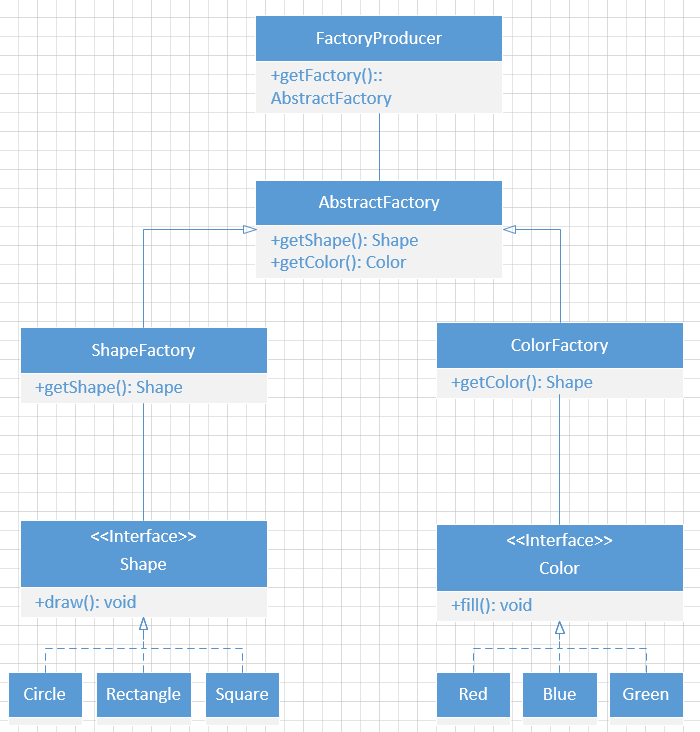 FactoryProducer
+getFactory()::
AbstractFactory
AbstractFactory
+getShape(): Shape
+getColor(): Color
ShapeFactory
+getShape(): Shape
ColorFactory
+getColor(): Shape
<<Interface>>
Shape
+draw(): void
<<Interface>>
Color
+fill(): void
Circle
Rectangle
Square
Red
Blue
Green